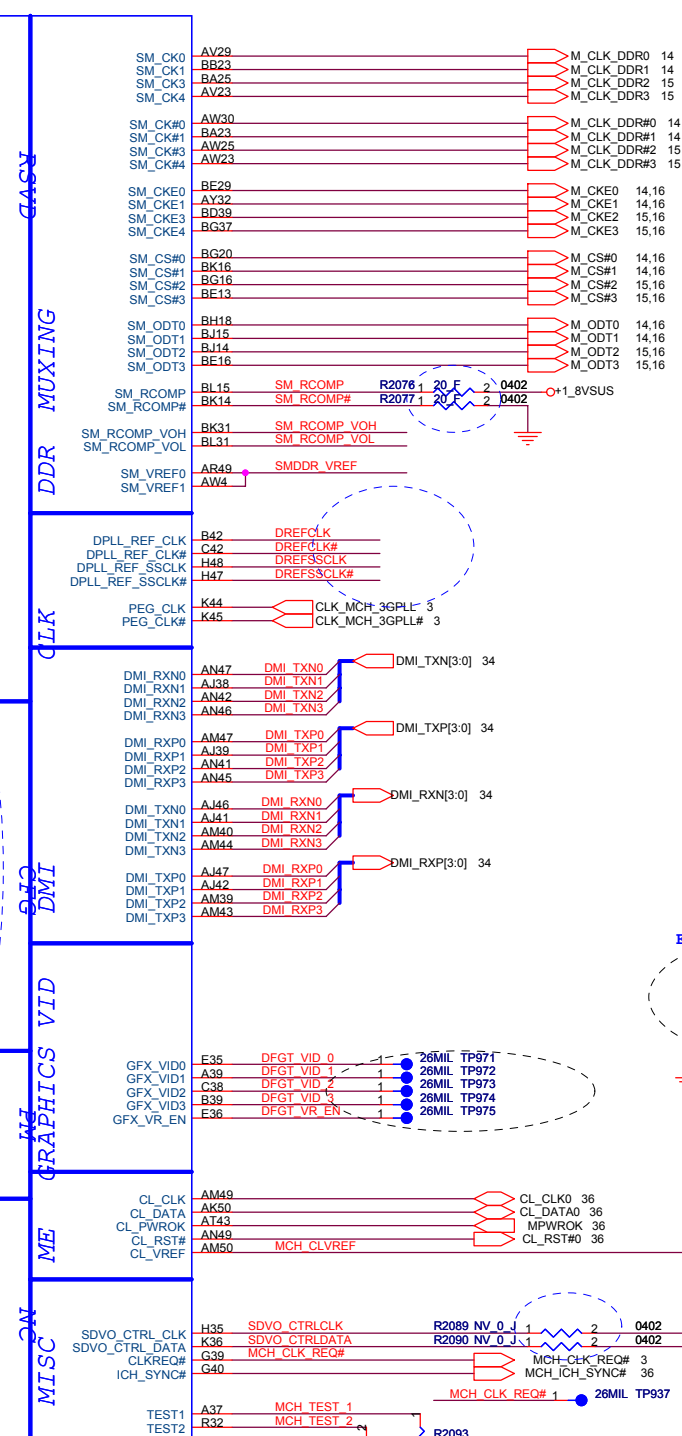 SM_CK0 AV29 M_CLK_DDR0 14
SM_CK1 BB23 M_CLK_DDR1 14
SM_CK3 BA25 M_CLK_DDR2 15
SM_CK4 AV23 M_CLK_DDR3 15
SM_CK#0 AW30 M_CLK_DDR#0 14
SM_CK#1 BA23 M_CLK_DDR#1 14
SM_CK#3 AW25 M_CLK_DDR#2 15
SM_CK#4 AW23 M_CLK_DDR#3 15
RSVD
SM_CKE0 BE29 M_CKE0 14,16
SM_CKE1 AY32 M_CKE1 14,16
SM_CKE3 BD39 M_CKE2 15,16
SM_CKE4 BG37 M_CKE3 15,16
SM_CS#0 BG20 M_CS#0 14,16
SM_CS#1 BK16 M_CS#1 14,16
SM_CS#2 BG16 M_CS#2 15,16
SM_CS#3 BE13 M_CS#3 15,16
SM_ODT0 BH18 M_ODT0 14,16
SM_ODT1 BJ15 M_ODT1 14,16
SM_ODT2 BJ14 M_ODT2 15,16
SM_ODT3 BE16 M_ODT3 15,16
DDR MUXING
SM_RCOMP BL15 SM_RCOMP R2076 1 20_F 2 0402 +1_8VSUS
SM_RCOMP# BK14 SM_RCOMP# R2077 1 20_F 2 0402
SM_RCOMP_VOH BK31 SM_RCOMP_VOH
SM_RCOMP_VOL BL31 SM_RCOMP_VOL
SM_VREF0 AR49 SMDDR_VREF
SM_VREF1 AW4
DPLL_REF_CLK B42 DREFCLK
DPLL_REF_CLK# C42 DREFCLK#
DPLL_REF_SSCLK H48 DREFSSCLK
DPLL_REF_SSCLK# H47 DREFSSCLK#
CLK
PEG_CLK K44 CLK_MCH_3GPLL 3
PEG_CLK# K45 CLK_MCH_3GPLL# 3
DMI_TXN[3:0] 34
DMI_RXN0 AN47 DMI_TXN0
DMI_RXN1 AJ38 DMI_TXN1
DMI_RXN2 AN42 DMI_TXN2
DMI_RXN3 AN46 DMI_TXN3
DMI_TXP[3:0] 34
DMI_RXP0 AM47 DMI_TXP0
DMI_RXP1 AJ39 DMI_TXP1
DMI_RXP2 AN41 DMI_TXP2
DMI_RXP3 AN45 DMI_TXP3
DMI_RXN[3:0] 34
DMI_TXN0 AJ46 DMI_RXN0
DMI_TXN1 AJ41 DMI_RXN1
DMI_TXN2 AM40 DMI_RXN2
DMI_TXN3 AM44 DMI_RXN3
DMI_RXP[3:0] 34
DMI_TXP0 AJ47 DMI_RXP0
DMI_TXP1 AJ42 DMI_RXP1
DMI_TXP2 AM39 DMI_RXP2
DMI_TXP3 AM43 DMI_RXP3
CFG
DMI
GRAPHICS VID
GFX_VID0 E35 DFGT_VID_0 1 26MIL TP971
GFX_VID1 A39 DFGT_VID_1 1 26MIL TP972
GFX_VID2 C38 DFGT_VID_2 1 26MIL TP973
GFX_VID3 B39 DFGT_VID_3 1 26MIL TP974
GFX_VR_EN E36 DFGT_VR_EN 1 26MIL TP975
PM
CL_CLK AM49 CL_CLK0 36
CL_DATA AK50 CL_DATA0 36
CL_PWROK AT43 MPWROK 36
CL_RST# AN49 CL_RST#0 36
CL_VREF AM50 MCH_CLVREF
ME
NC
MISC
SDVO_CTRL_CLK H35 SDVO_CTRLCLK R2089 NV_0_J 1 2 0402
SDVO_CTRL_DATA K36 SDVO_CTRLDATA R2090 NV_0_J 1 2 0402
CLKREQ# G39 MCH_CLK_REQ# MCH_CLK_REQ# 3
ICH_SYNC# G40 MCH_ICH_SYNC# 36
MCH_CLK_REQ# 1 26MIL TP937
TEST1 A37 MCH_TEST_1 1
TEST2 R32 MCH_TEST_2 2
R2093